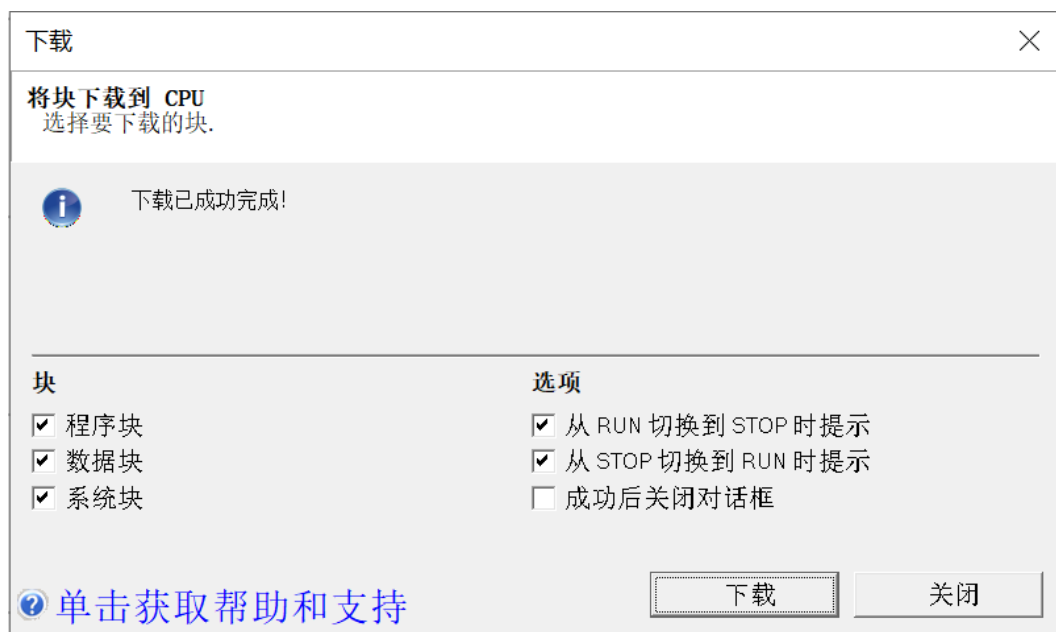 下载
将块下载到 CPU
选择要下载的块.
下载已成功完成!
块
选项
程序块
从 RUN 切换到 STOP 时提示
数据块
从 STOP 切换到 RUN 时提示
系统块
成功后关闭对话框
单击获取帮助和支持
下载
关闭